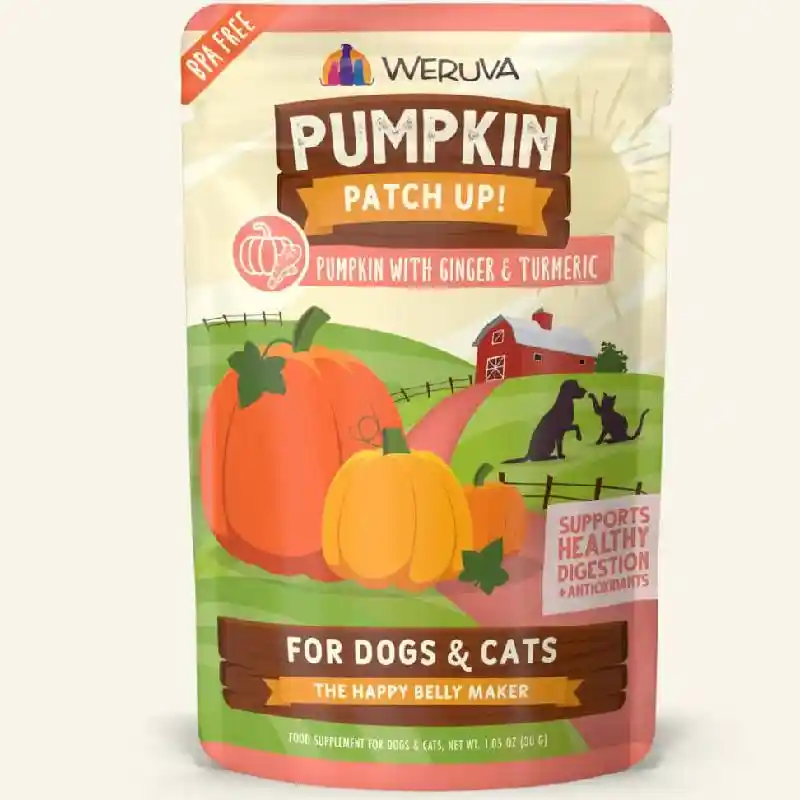 BPA FREE
WERUVA
PUMPKIN
PATCH UP!
PUMPKIN WITH GINGER & TURMERIC
SUPPORTS
HEALTHY
DIGESTION
+ ANTIOXIDANTS
FOR DOGS & CATS
THE HAPPY BELLY MAKER
FOOD SUPPLEMENT FOR DOGS & CATS, NET WT. 1.05 OZ (30 G)